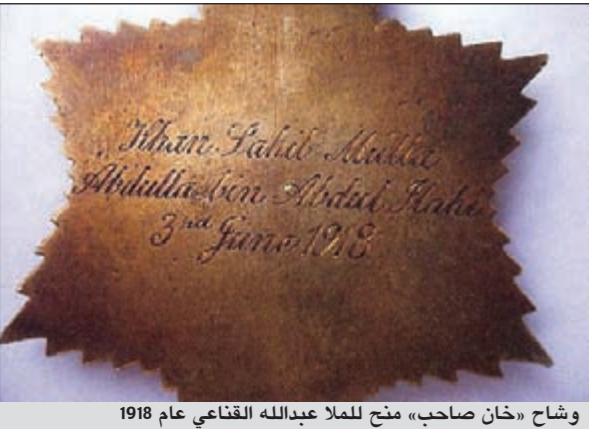 Khan Sahib Mulla
Abdulla bin Abdul Ilahi
3rd June 1918
وشاح «خان صاحب» منح للملا عبدالله القناعي عام 1918